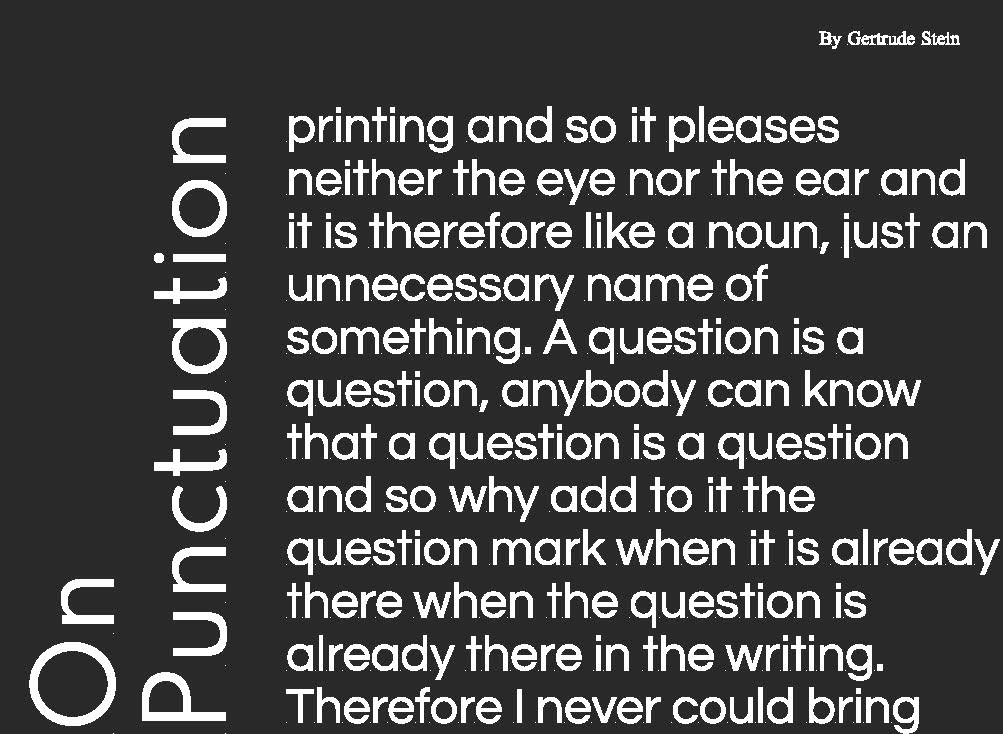 By Gertrude Stein
On
Punctuation
printing and so it pleases
neither the eye nor the ear and
it is therefore like a noun, just an
unnecessary name of
something. A question is a
question, anybody can know
that a question is a question
and so why add to it the
question mark when it is already
there when the question is
already there in the writing.
Therefore I never could bring